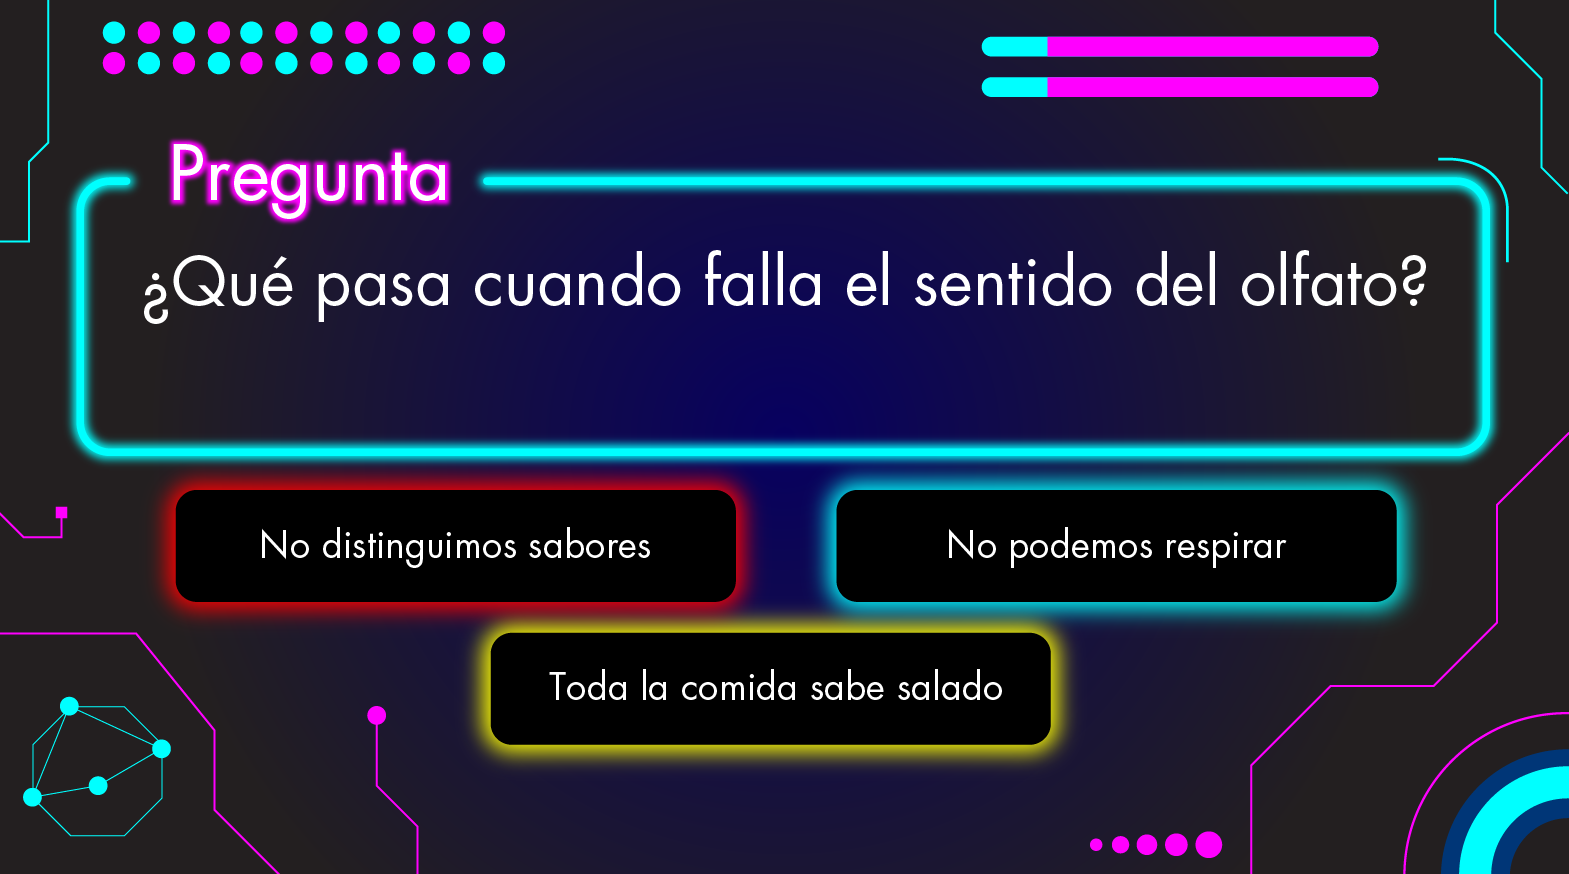 Pregunta
¿Qué pasa cuando falla el sentido del olfato?
No distinguimos sabores
No podemos respirar
Toda la comida sabe salado